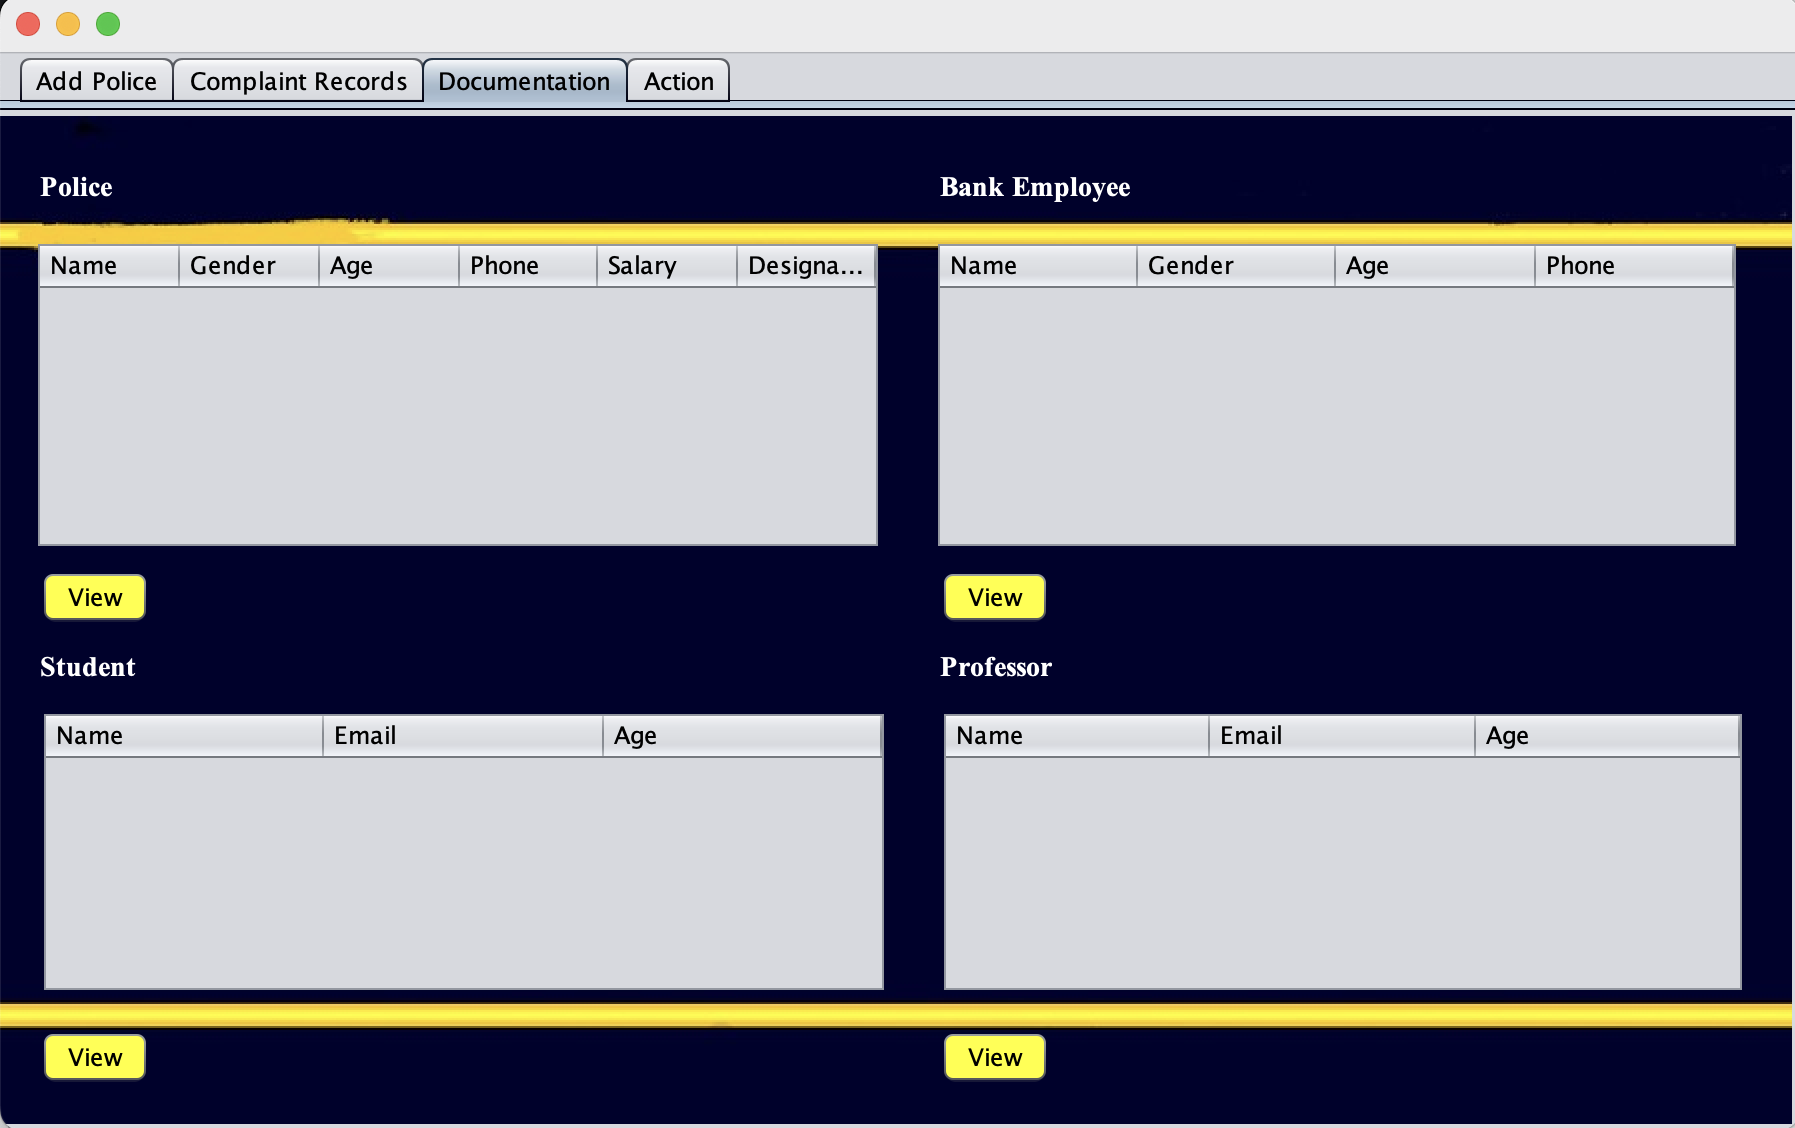 Add Police Complaint Records Documentation Action
Police
Name Gender Age Phone Salary Designa...
View
Bank Employee
Name Gender Age Phone
View
Student
Name Email Age
View
Professor
Name Email Age
View